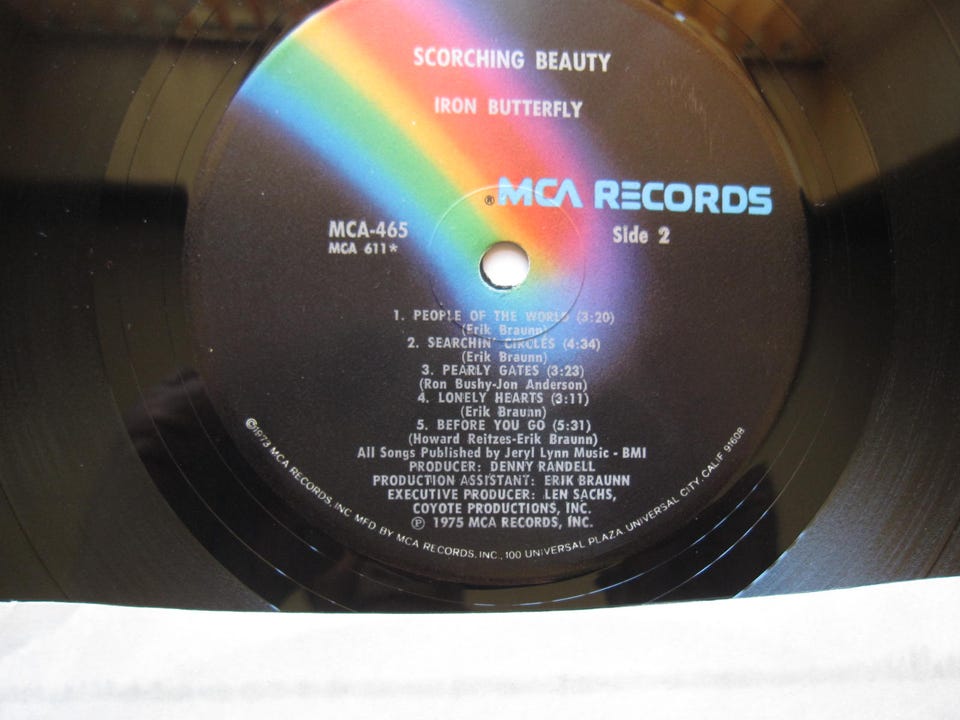 SCORCHING BEAUTY
IRON BUTTERFLY
® MCA RECORDS
MCA-465
MCA 611*
Side 2
1. PEOPLE OF THE WORLD (3:20)
(Erik Braunn)
2. SEARCHIN' CIRCLES (4:34)
(Erik Braunn)
3. PEARLY GATES (3:23)
(Ron Bushy-Jon Anderson)
4. LONELY HEARTS (3:11)
(Erik Braunn)
5. BEFORE YOU GO (5:31)
(Howard Reitzes-Erik Braunn)
All Songs Published by Jeryl Lynn Music - BMI
PRODUCER: DENNY RANDELL
PRODUCTION ASSISTANT: ERIK BRAUNN
EXECUTIVE PRODUCER: LEN SACHS,
COYOTE PRODUCTIONS, INC.
℗ 1975 MCA RECORDS, INC.
©1973 MCA RECORDS, INC MFD. BY MCA RECORDS, INC., 100 UNIVERSAL PLAZA, UNIVERSAL CITY, CALIF 91608